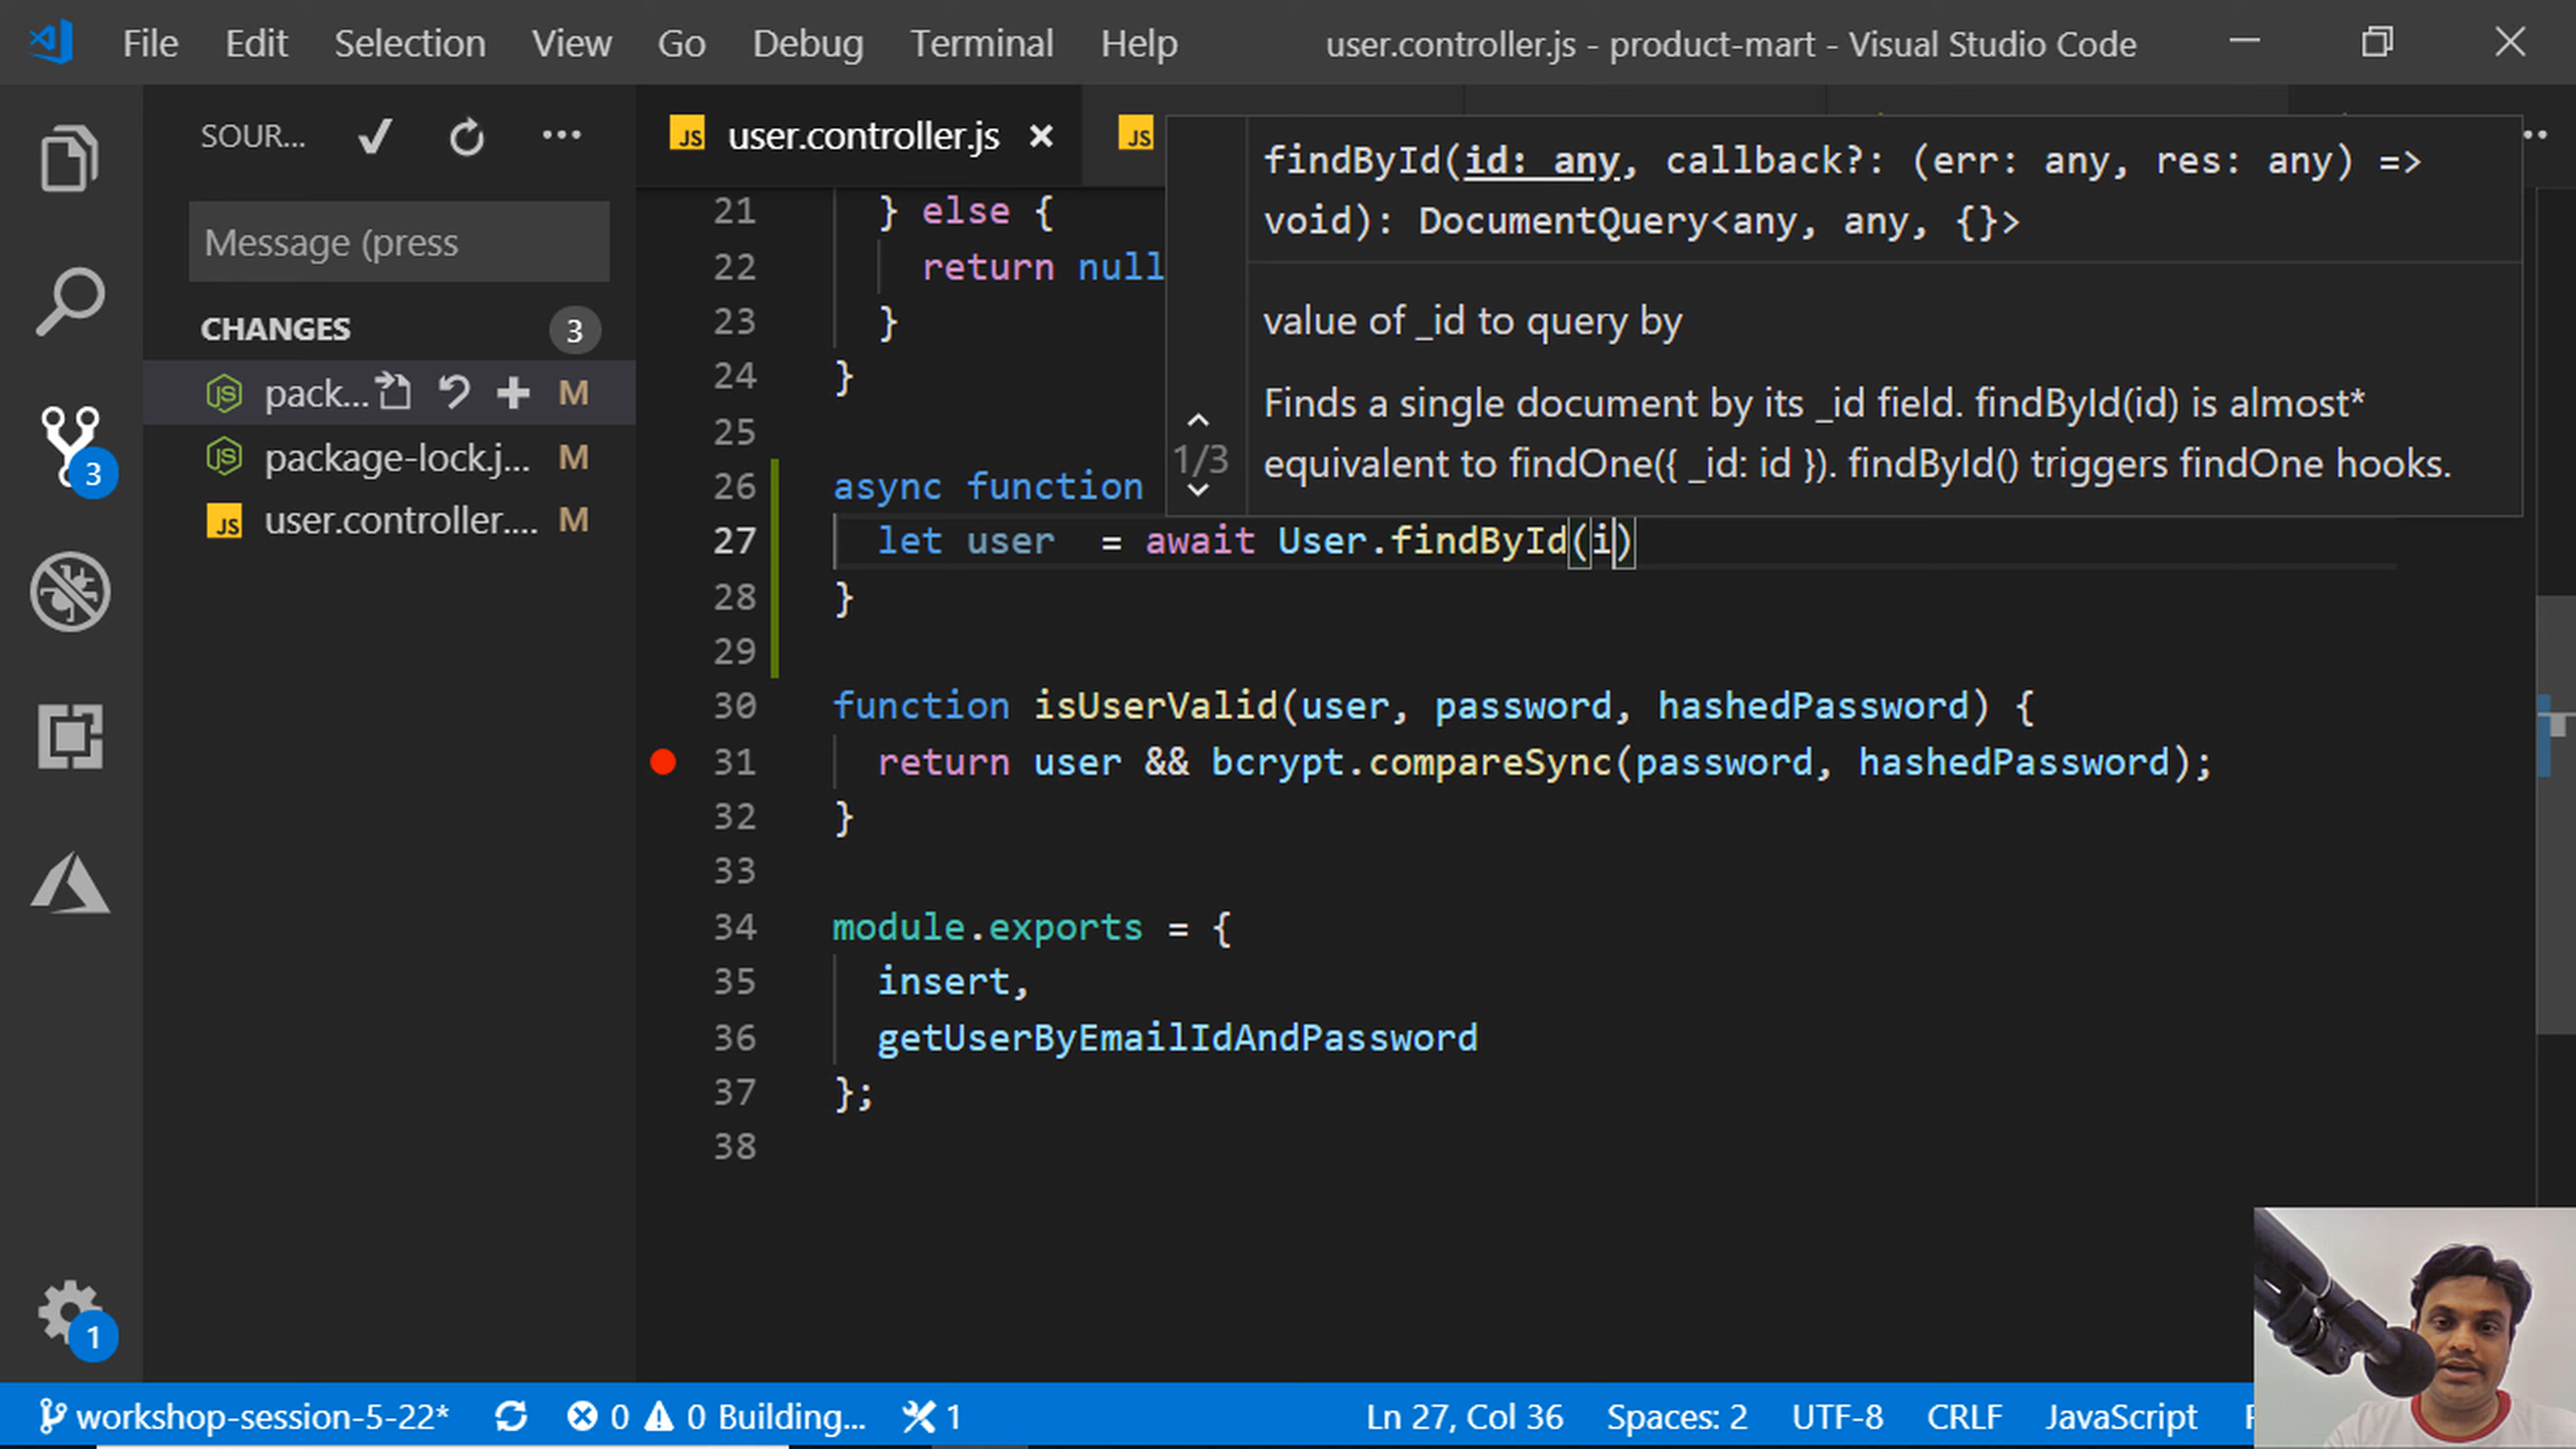 File Edit Selection View Go Debug Terminal Help user.controller.js - product-mart - Visual Studio Code
SOUR...
Message (press
CHANGES 3
pack... M
package-lock.j... M
user.controller.... M
3
1
JS user.controller.js
JS
findById(id: any, callback?: (err: any, res: any) =>
void): DocumentQuery<any, any, {}>
value of _id to query by
Finds a single document by its _id field. findById(id) is almost*
equivalent to findOne({ _id: id }). findById() triggers findOne hooks.
1/3
21 } else {
22 return null
23 }
24 }
25
26 async function
27 let user  = await User.findById(i)
28 }
29
30 function isUserValid(user, password, hashedPassword) {
31 return user && bcrypt.compareSync(password, hashedPassword);
32 }
33
34 module.exports = {
35 insert,
36 getUserByEmailIdAndPassword
37 };
38
workshop-session-5-22* 0 0 Building... 1 Ln 27, Col 36 Spaces: 2 UTF-8 CRLF JavaScript